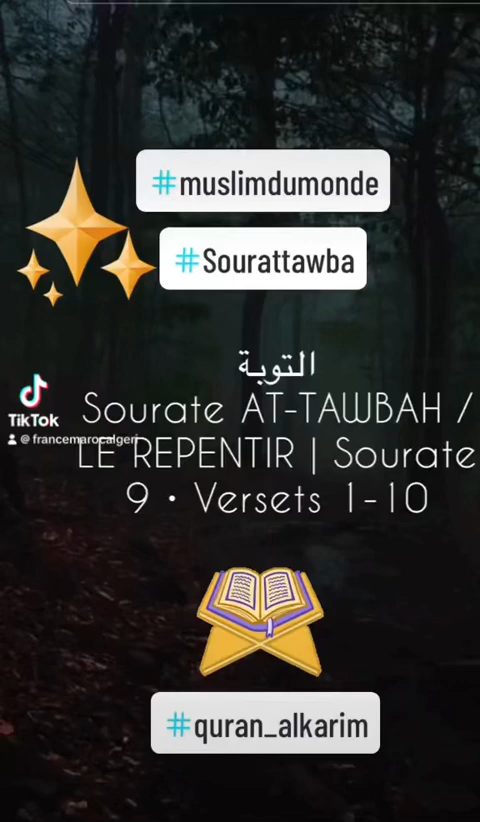 #muslimdumonde
#Sourattawba
التوبة
Sourate AT-TAWBAH /
LE REPENTIR | Sourate
9 • Versets 1-10
TikTok
@francemarocalgeri
#quran_alkarim